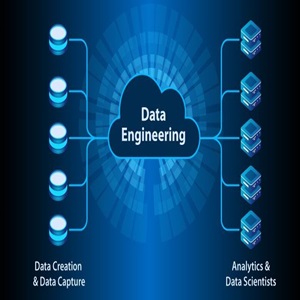 Data
Engineering
Data Creation
& Data Capture
Analytics &
Data Scientists